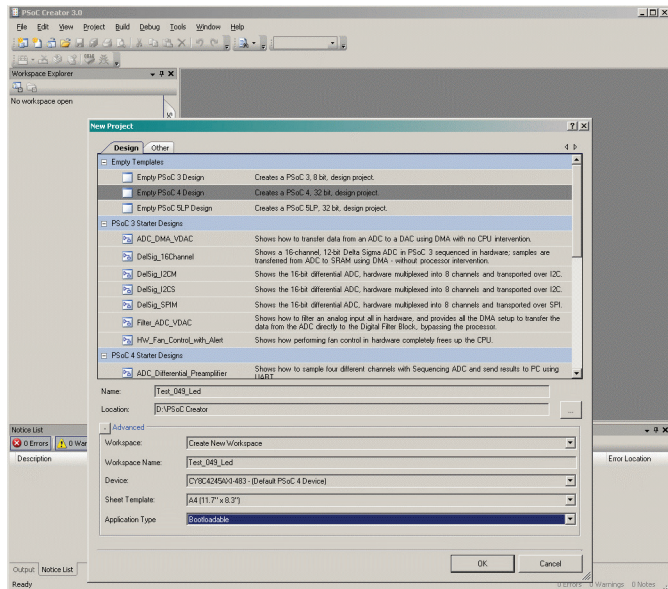 PSoC Creator 3.0
File Edit View Project Build Debug Tools Window Help
Workspace Explorer
No workspace open
New Project
Design Other
Empty Templates
Empty PSoC 3 Design Creates a PSoC 3, 8 bit, design project.
Empty PSoC 4 Design Creates a PSoC 4, 32 bit, design project.
Empty PSoC 5LP Design Creates a PSoC 5LP, 32 bit, design project.
PSoC 3 Starter Designs
ADC_DMA_VDAC Shows how to transfer data from an ADC to a DAC using DMA with no CPU intervention.
DelSig_16Channel Shows a 16-channel, 12-bit Delta Sigma ADC in PSoC 3 sequenced in hardware; samples are
transferred from ADC to SRAM using DMA - without processor intervention.
DelSig_I2CM Shows the 16-bit differential ADC, hardware multiplexed into 8 channels and transported over I2C.
DelSig_I2CS Shows the 16-bit differential ADC, hardware multiplexed into 8 channels and transported over I2C.
DelSig_SPIM Shows the 16-bit differential ADC, hardware multiplexed into 8 channels and transported over SPI.
Filter_ADC_VDAC Shows how to filter an analog input all in hardware, and provides all the DMA setup to transfer the
data from the ADC directly to the Digital Filter Block, bypassing the processor.
HW_Fan_Control_with_Alert Shows how performing fan control in hardware completely frees up the CPU.
PSoC 4 Starter Designs
ADC_Differential_Preamplifier Shows how to sample four different channels with Sequencing ADC and send results to PC using
UART
Name: Test_049_Led
Location: D:\PSoC Creator
...
Advanced
Workspace: Create New Workspace
Workspace Name: Test_049_Led
Device: CY8C4245AXI-483 - (Default PSoC 4 Device)
Sheet Template: A4 (11.7" x 8.3")
Application Type Bootloadable
OK Cancel
Notice List
0 Errors 0 War
Description Error Location
Output Notice List
Ready 0 Errors 0 Warnings 0 Notes